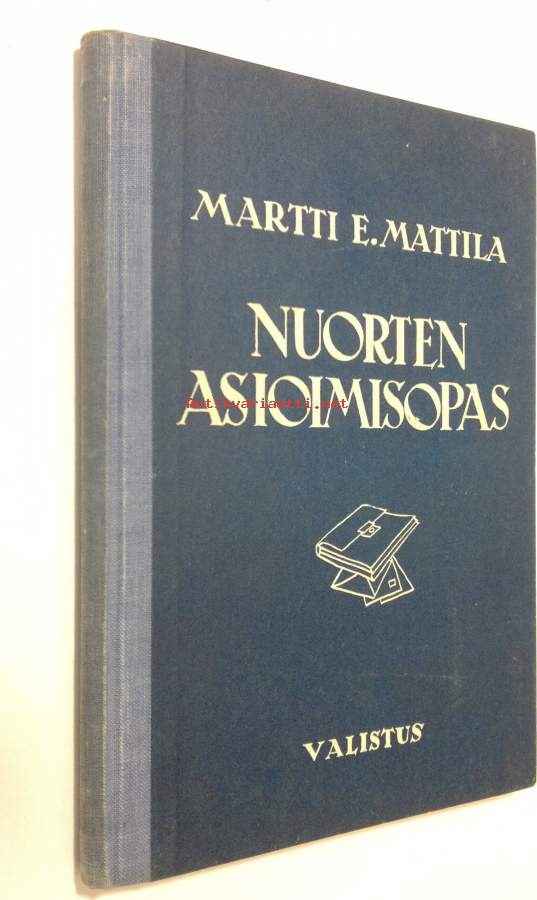 MARTTI E. MATTILA
NUORTEN
ASIOIMISOPAS
Antikvariaatti.net
VALISTUS